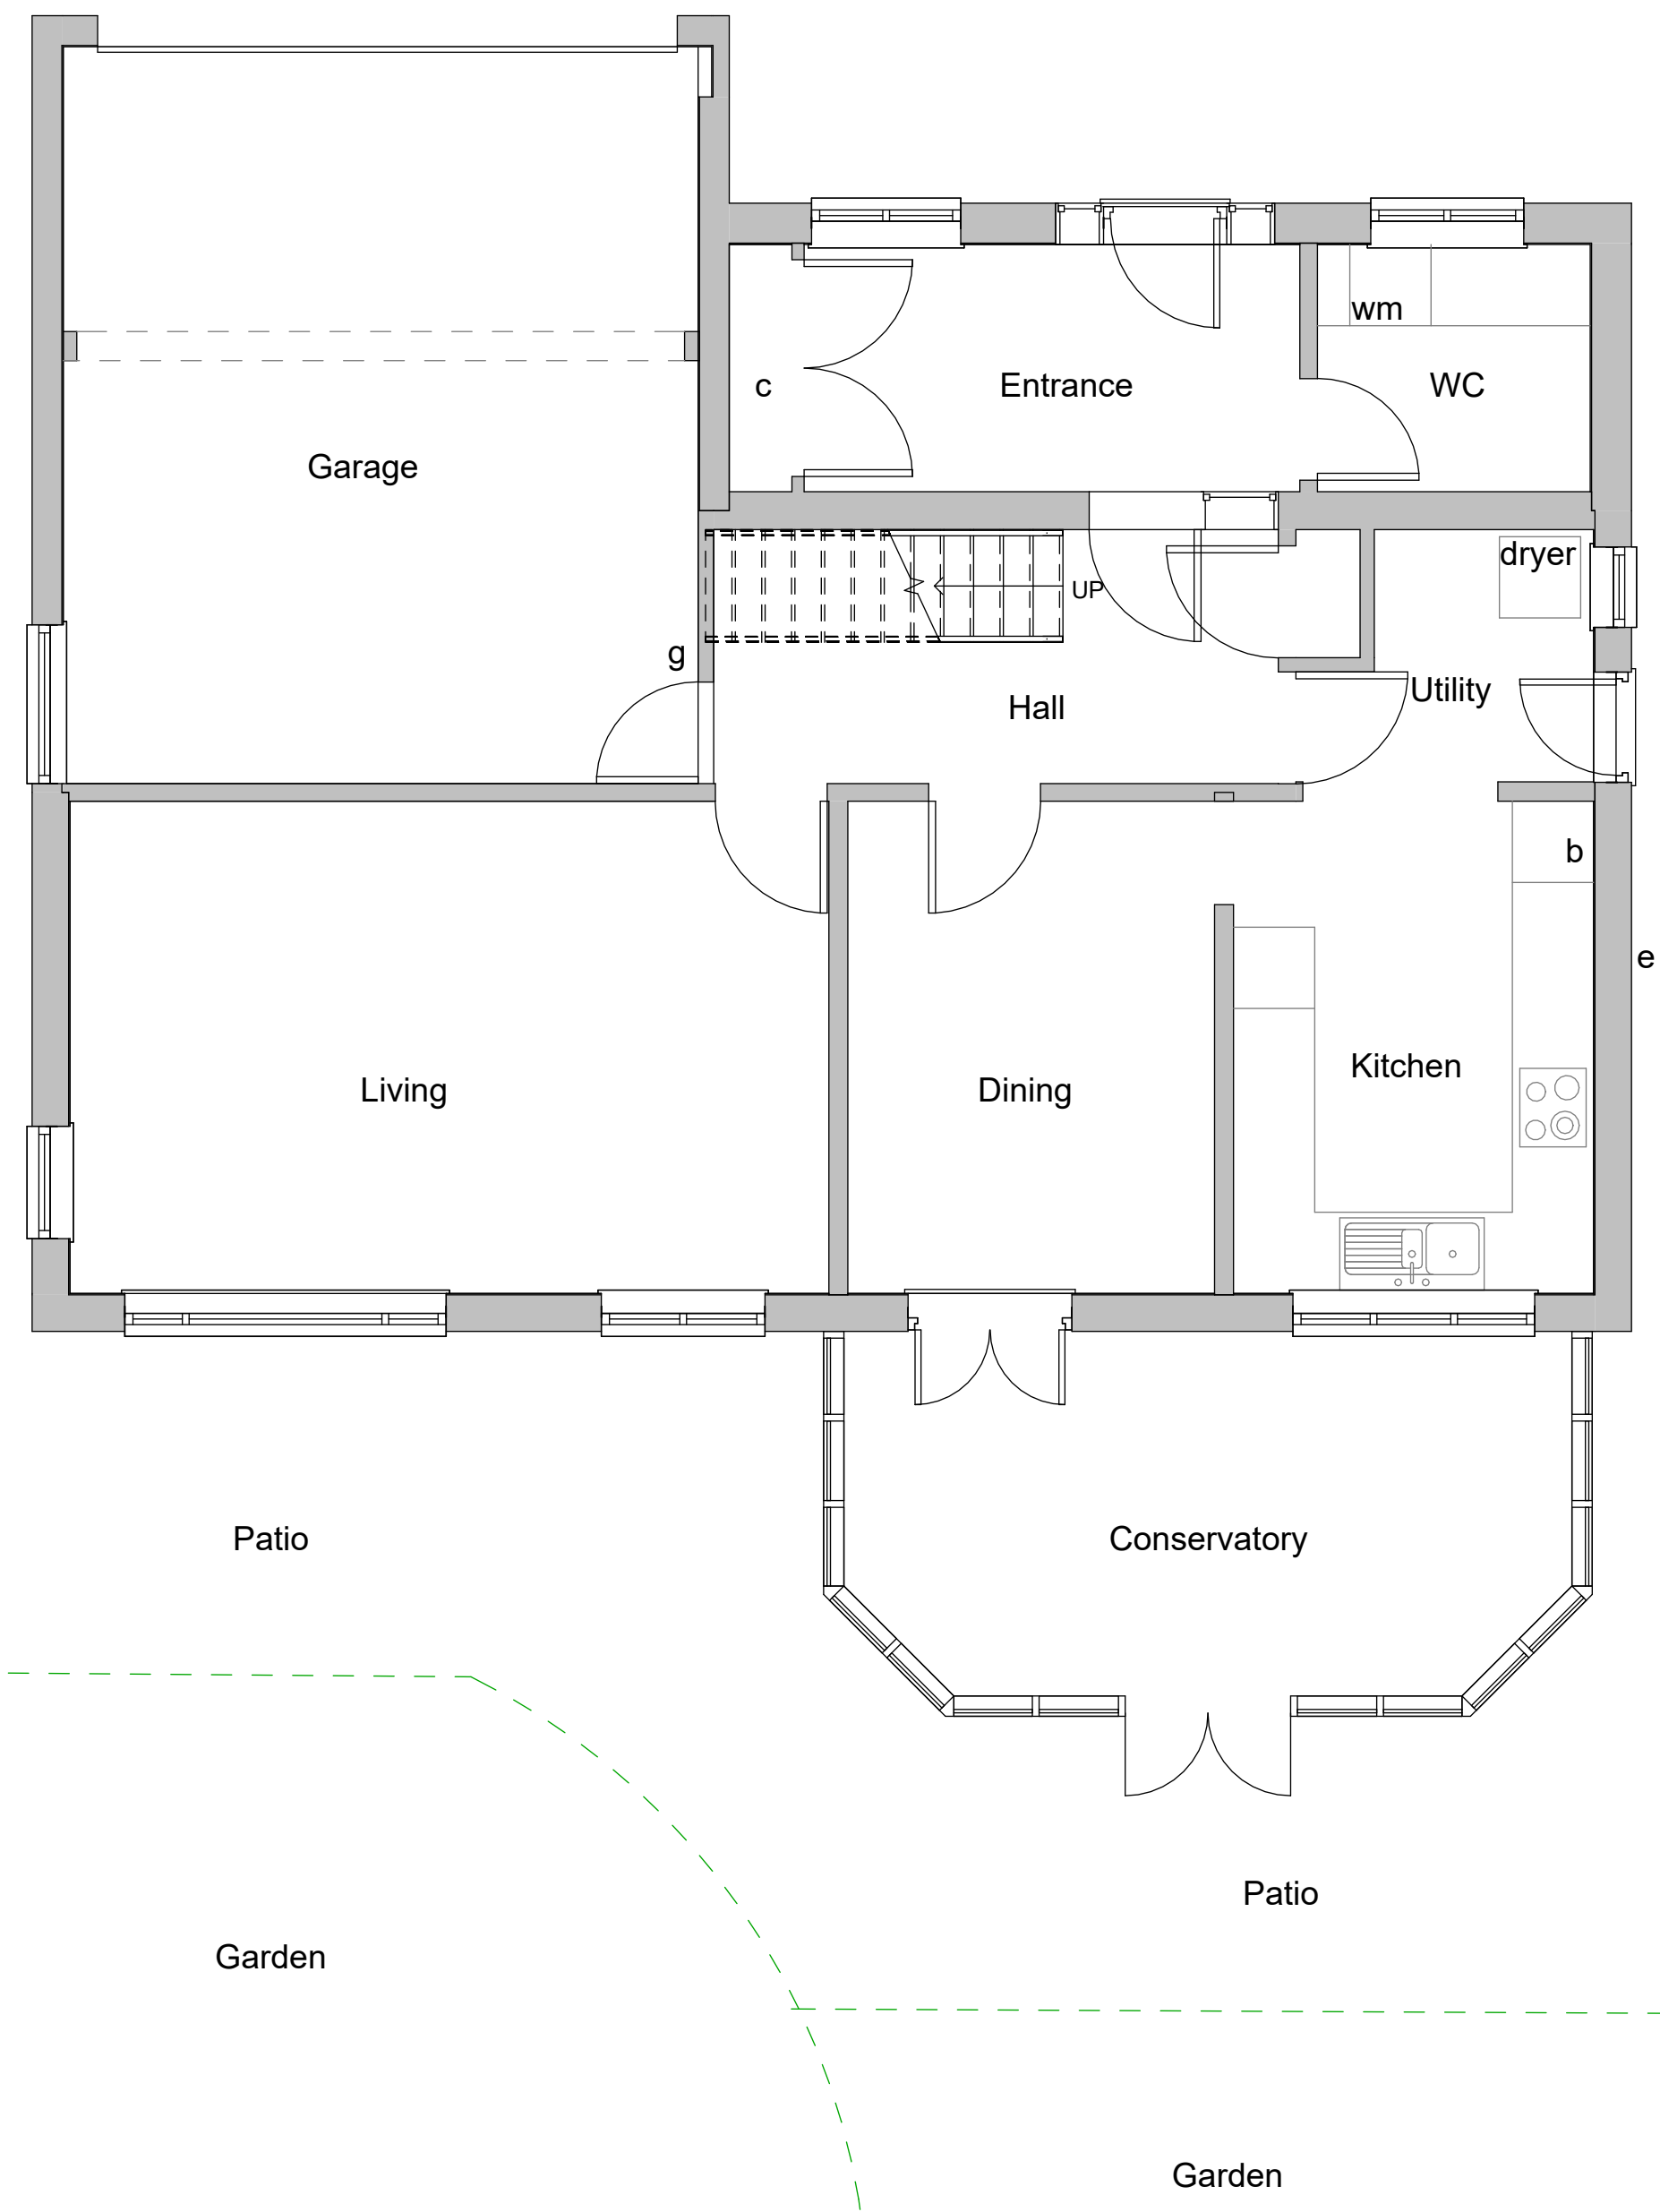 wm
c
Entrance
WC
Garage
dryer
UP
g
Utility
Hall
b
e
Kitchen
Living
Dining
Patio
Conservatory
Patio
Garden
Garden